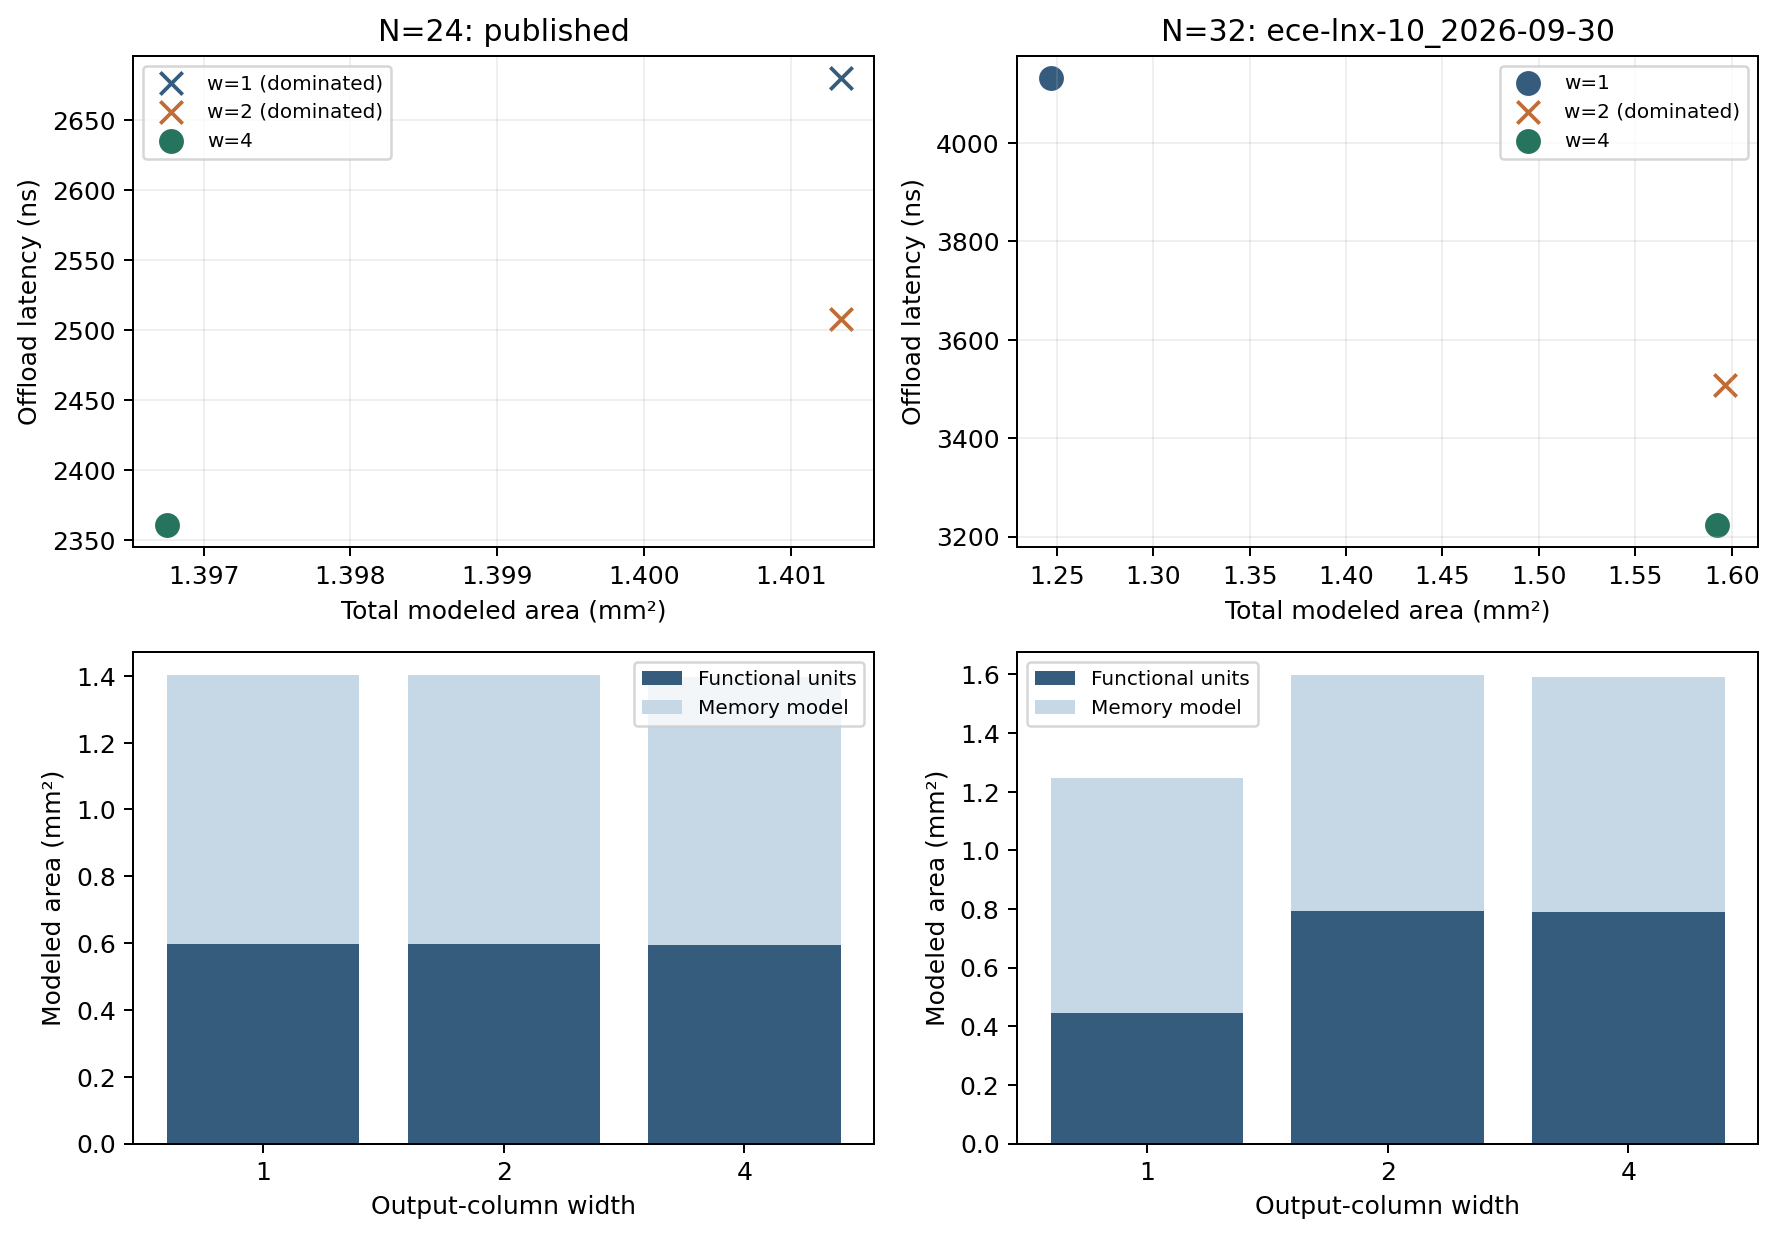 N=24: published
w=1 (dominated)
w=2 (dominated)
w=4
Offload latency (ns)
2650
2600
2550
2500
2450
2400
2350
1.397
1.398
1.399
1.400
1.401
Total modeled area (mm²)
N=32: ece-lnx-10_2026-09-30
w=1
w=2 (dominated)
w=4
Offload latency (ns)
4000
3800
3600
3400
3200
1.25
1.30
1.35
1.40
1.45
1.50
1.55
1.60
Total modeled area (mm²)
Functional units
Memory model
Modeled area (mm²)
1.4
1.2
1.0
0.8
0.6
0.4
0.2
0.0
1
2
4
Output-column width
Functional units
Memory model
Modeled area (mm²)
1.6
1.4
1.2
1.0
0.8
0.6
0.4
0.2
0.0
1
2
4
Output-column width